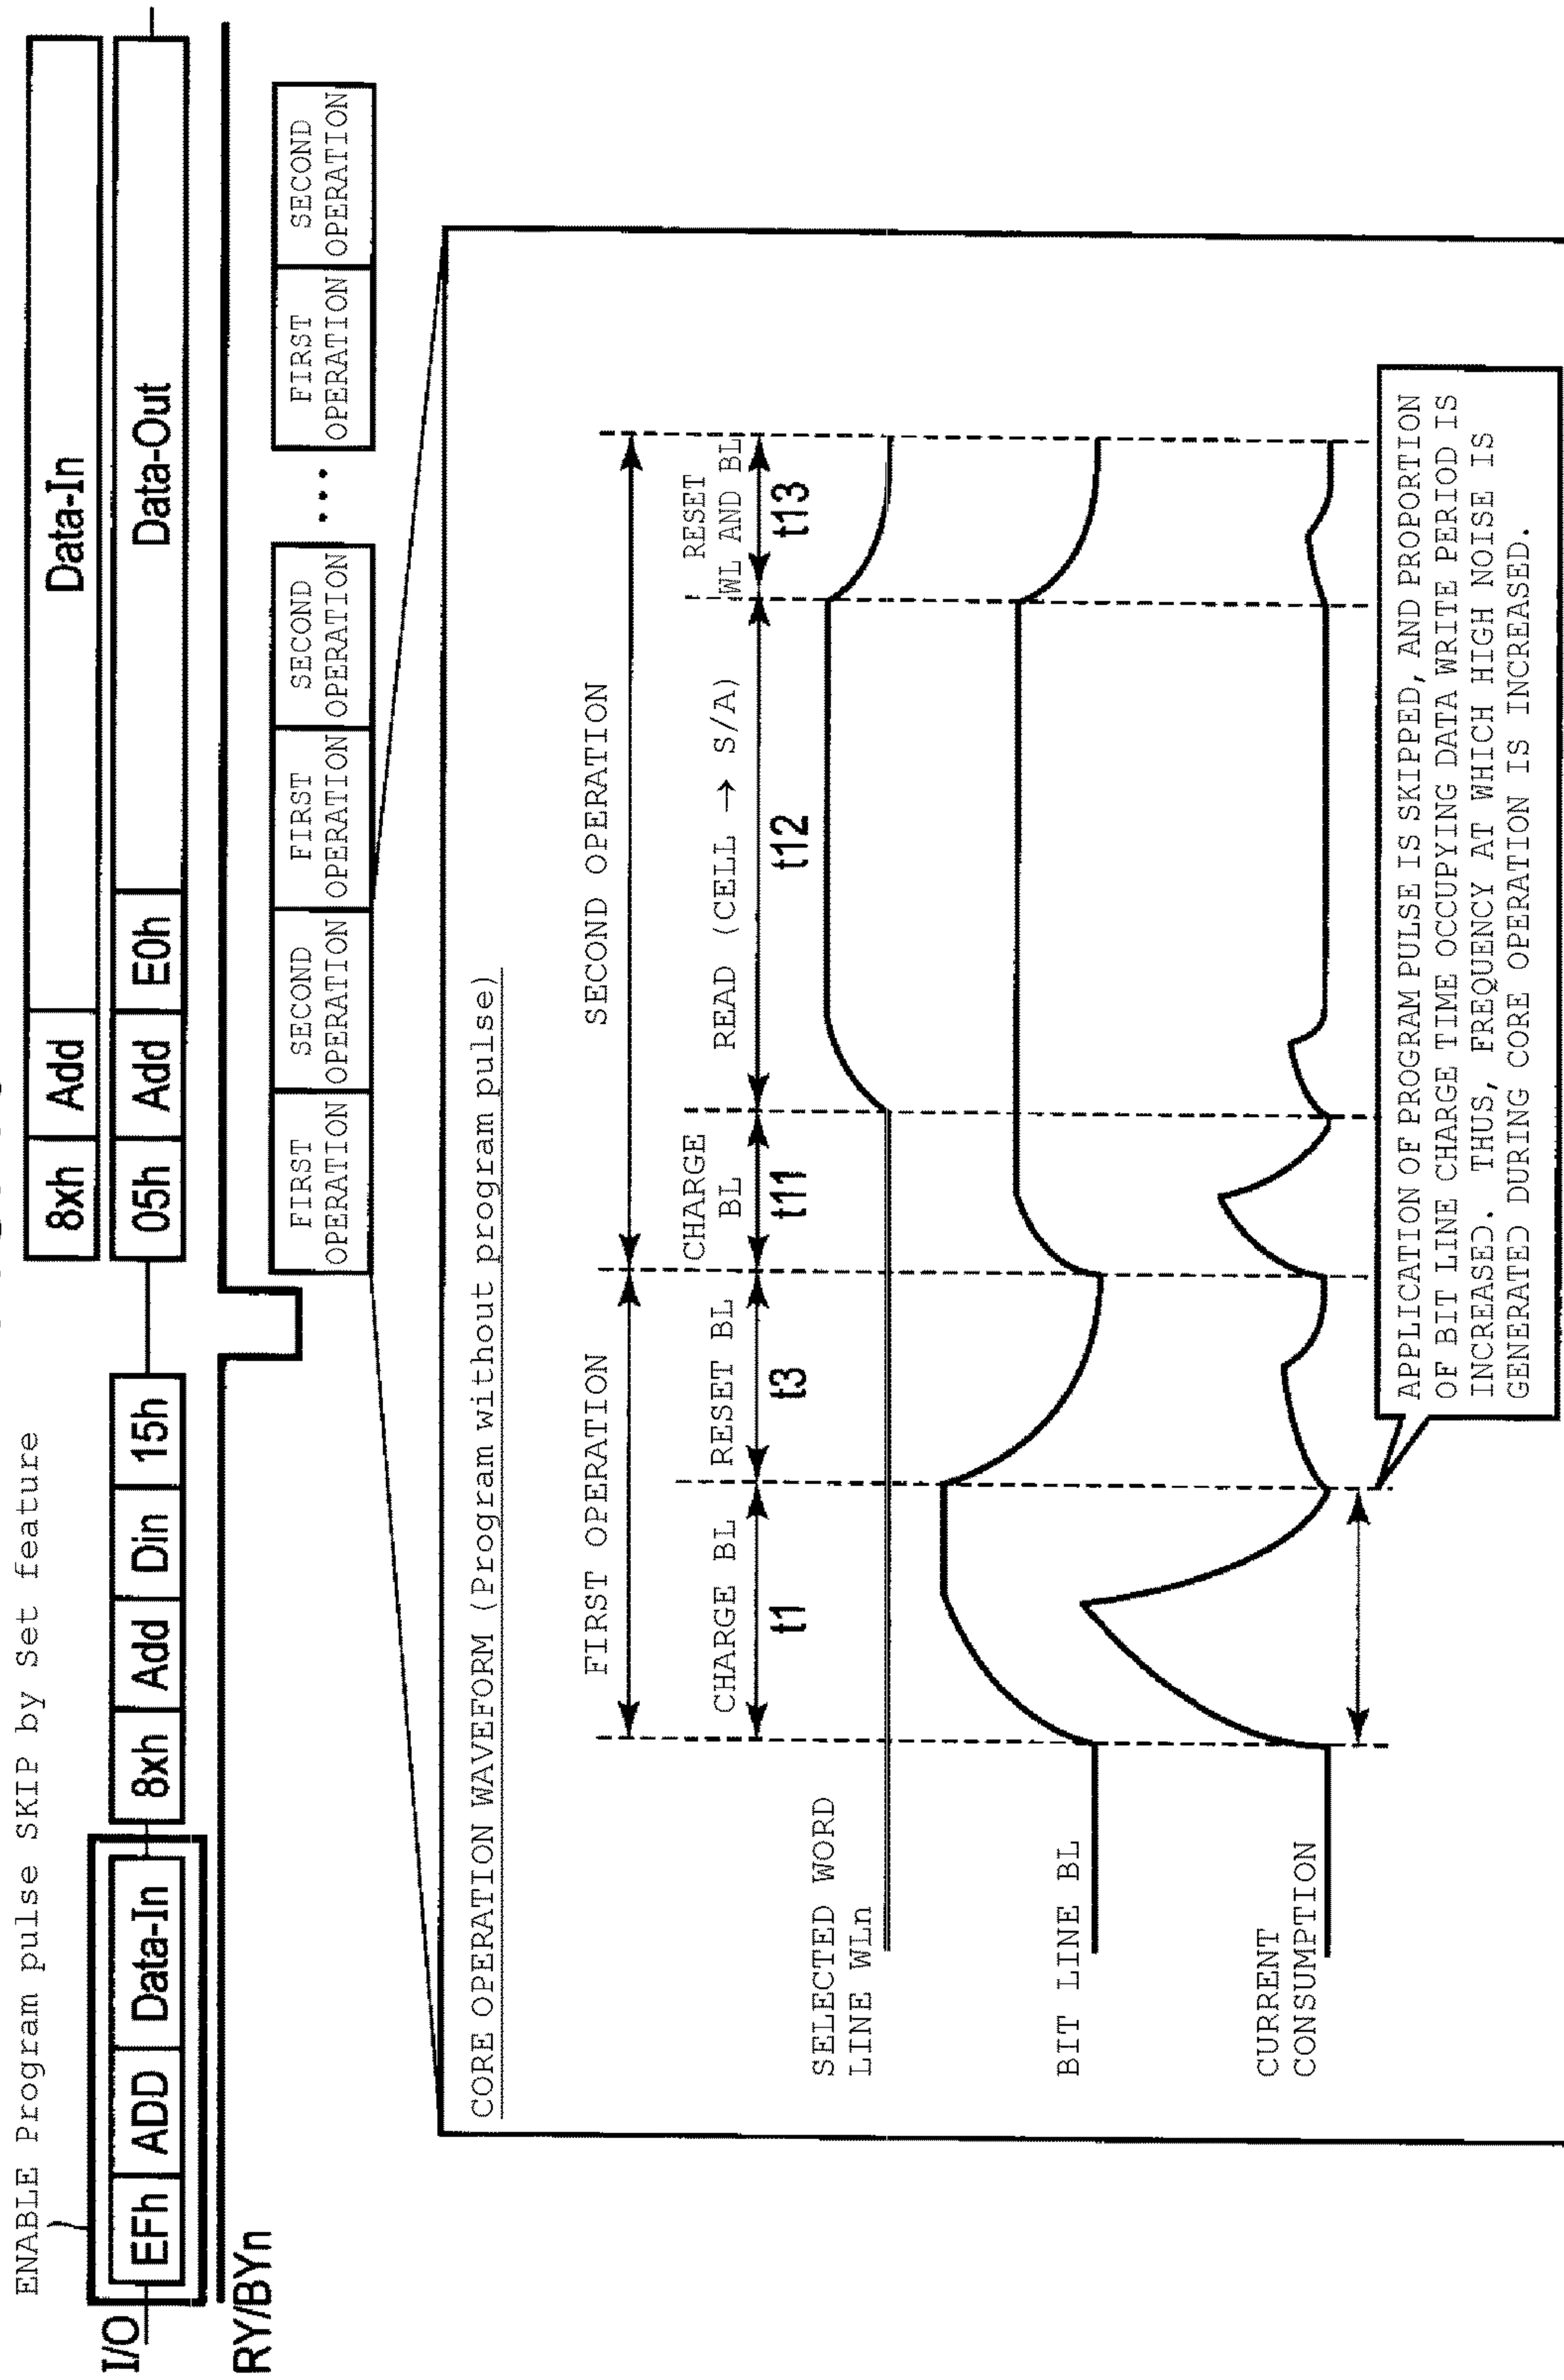 ENABLE Program pulse SKIP by Set feature
I/O
EFh ADD Data-In
8xh Add Din 15h
8xh Add Data-In
05h Add E0h Data-Out
RY/BYn
FIRST
OPERATION
SECOND
OPERATION
FIRST
OPERATION
SECOND
OPERATION
...
FIRST
OPERATION
SECOND
OPERATION
CORE OPERATION WAVEFORM (Program without program pulse)
FIRST OPERATION
SECOND OPERATION
CHARGE BL
t1
RESET BL
t3
CHARGE
BL
t11
READ (CELL → S/A)
t12
RESET
WL AND BL
t13
SELECTED WORD
LINE WLn
BIT LINE BL
CURRENT
CONSUMPTION
APPLICATION OF PROGRAM PULSE IS SKIPPED, AND PROPORTION
OF BIT LINE CHARGE TIME OCCUPYING DATA WRITE PERIOD IS
INCREASED. THUS, FREQUENCY AT WHICH HIGH NOISE IS
GENERATED DURING CORE OPERATION IS INCREASED.